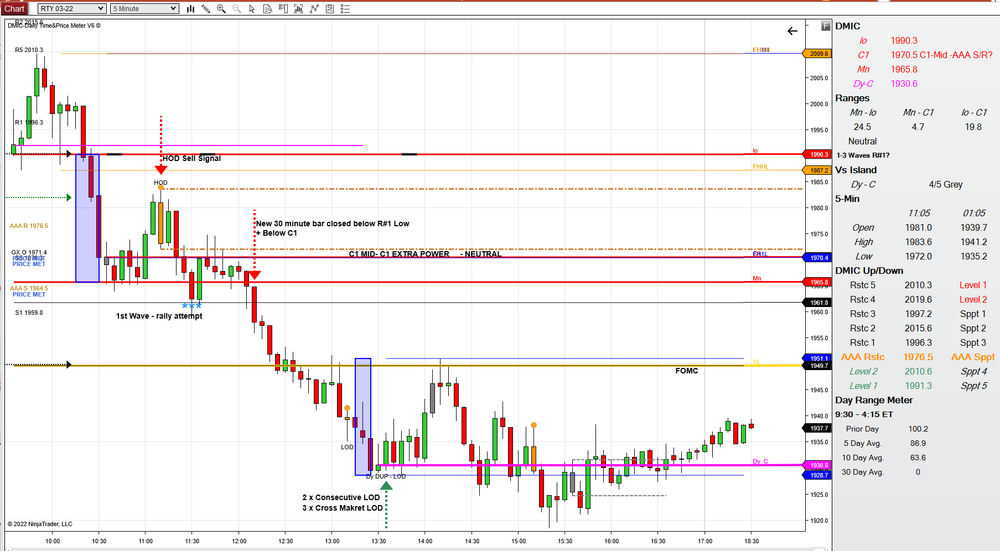 Chart
RTY 03-22
5 Minute
R2 2015.6
DMIC-Daily Time&Price Meter V6 ©
F
R5 2010.3
R1 1996.3
HOD Sell Signal
HOD
AAA R 1976.5
New 30 minute bar closed below R#1 Low
+ Below C1
GX O 1971.4
PRICE MET
C1 MID- C1 EXTRA POWER - NEUTRAL
AAA S 1964.5
PRICE MET
S1 1959.8
1st Wave - rally attempt
***
FOMC
LOD
Dy DUP - LOD
2 x Consecutive LOD
3 x Cross Makret LOD
© 2022 NinjaTrader, LLC
Io
FHHL
Mn
YL
Dy_C
2009.6
2005.0
2000.0
1995.0
1990.3
1987.2
1985.0
1980.0
1975.0
1970.4
1965.8
1961.8
1960.0
1955.0
1951.1
1949.7
1945.0
1940.0
1937.7
1935.0
1930.6
1928.7
1925.0
1920.0
10:00 10:30 11:00 11:30 12:00 12:30 13:00 13:30 14:00 14:30 15:00 15:30 16:00 16:30 17:00 18:30
DMIC
Io 1990.3
C1 1970.5 C1-Mid -AAA S/R?
Mn 1965.8
Dy-C 1930.6
Ranges
Mn - Io Mn - C1 Io - C1
24.5 4.7 19.8
Neutral
1-3 Waves R#1?
Vs Island
Dy - C 4/5 Grey
5-Min
11:05 01:05
Open 1981.0 1939.7
High 1983.6 1941.2
Low 1972.0 1935.2
DMIC Up/Down
Rstc 5 2010.3 Level 1
Rstc 4 2019.6 Level 2
Rstc 3 1997.2 Sppt 1
Rstc 2 2015.6 Sppt 2
Rstc 1 1996.3 Sppt 3
AAA Rstc 1976.5 AAA Sppt
Level 2 2010.6 Sppt 4
Level 1 1991.3 Sppt 5
Day Range Meter
9:30 - 4:15 ET
Prior Day 100.2
5 Day Avg. 86.9
10 Day Avg. 63.6
30 Day Avg. 0